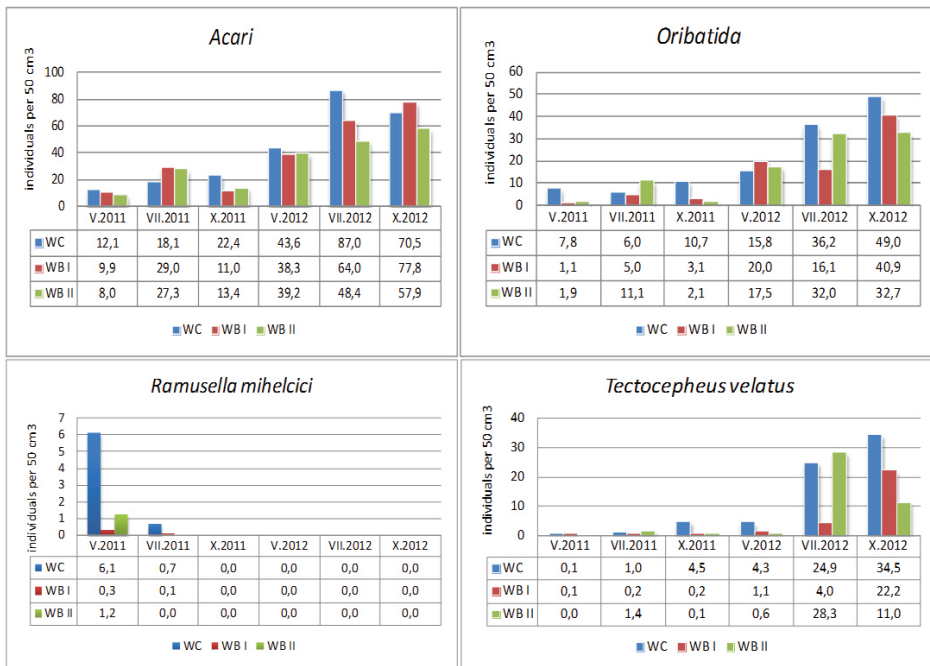 Acari
individuals per 50 cm3
100
80
60
40
20
0
V.2011 VII.2011 X.2011 V.2012 VII.2012 X.2012
WC 12,1 18,1 22,4 43,6 87,0 70,5
WB I 9,9 29,0 11,0 38,3 64,0 77,8
WB II 8,0 27,3 13,4 39,2 48,4 57,9
WC WB I WB II
Oribatida
individuals per 50 cm3
60
50
40
30
20
10
0
V.2011 VII.2011 X.2011 V.2012 VII.2012 X.2012
WC 7,8 6,0 10,7 15,8 36,2 49,0
WB I 1,1 5,0 3,1 20,0 16,1 40,9
WB II 1,9 11,1 2,1 17,5 32,0 32,7
WC WB I WB II
Ramusella mihelcici
individuals per 50 cm3
7
6
5
4
3
2
1
0
V.2011 VII.2011 X.2011 V.2012 VII.2012 X.2012
WC 6,1 0,7 0,0 0,0 0,0 0,0
WB I 0,3 0,1 0,0 0,0 0,0 0,0
WB II 1,2 0,0 0,0 0,0 0,0 0,0
WC WB I WB II
Tectocepheus velatus
individuals per 50 cm3
40
30
20
10
0
V.2011 VII.2011 X.2011 V.2012 VII.2012 X.2012
WC 0,1 1,0 4,5 4,3 24,9 34,5
WB I 0,1 0,2 0,2 1,1 4,0 22,2
WB II 0,0 1,4 0,1 0,6 28,3 11,0
WC WB I WB II